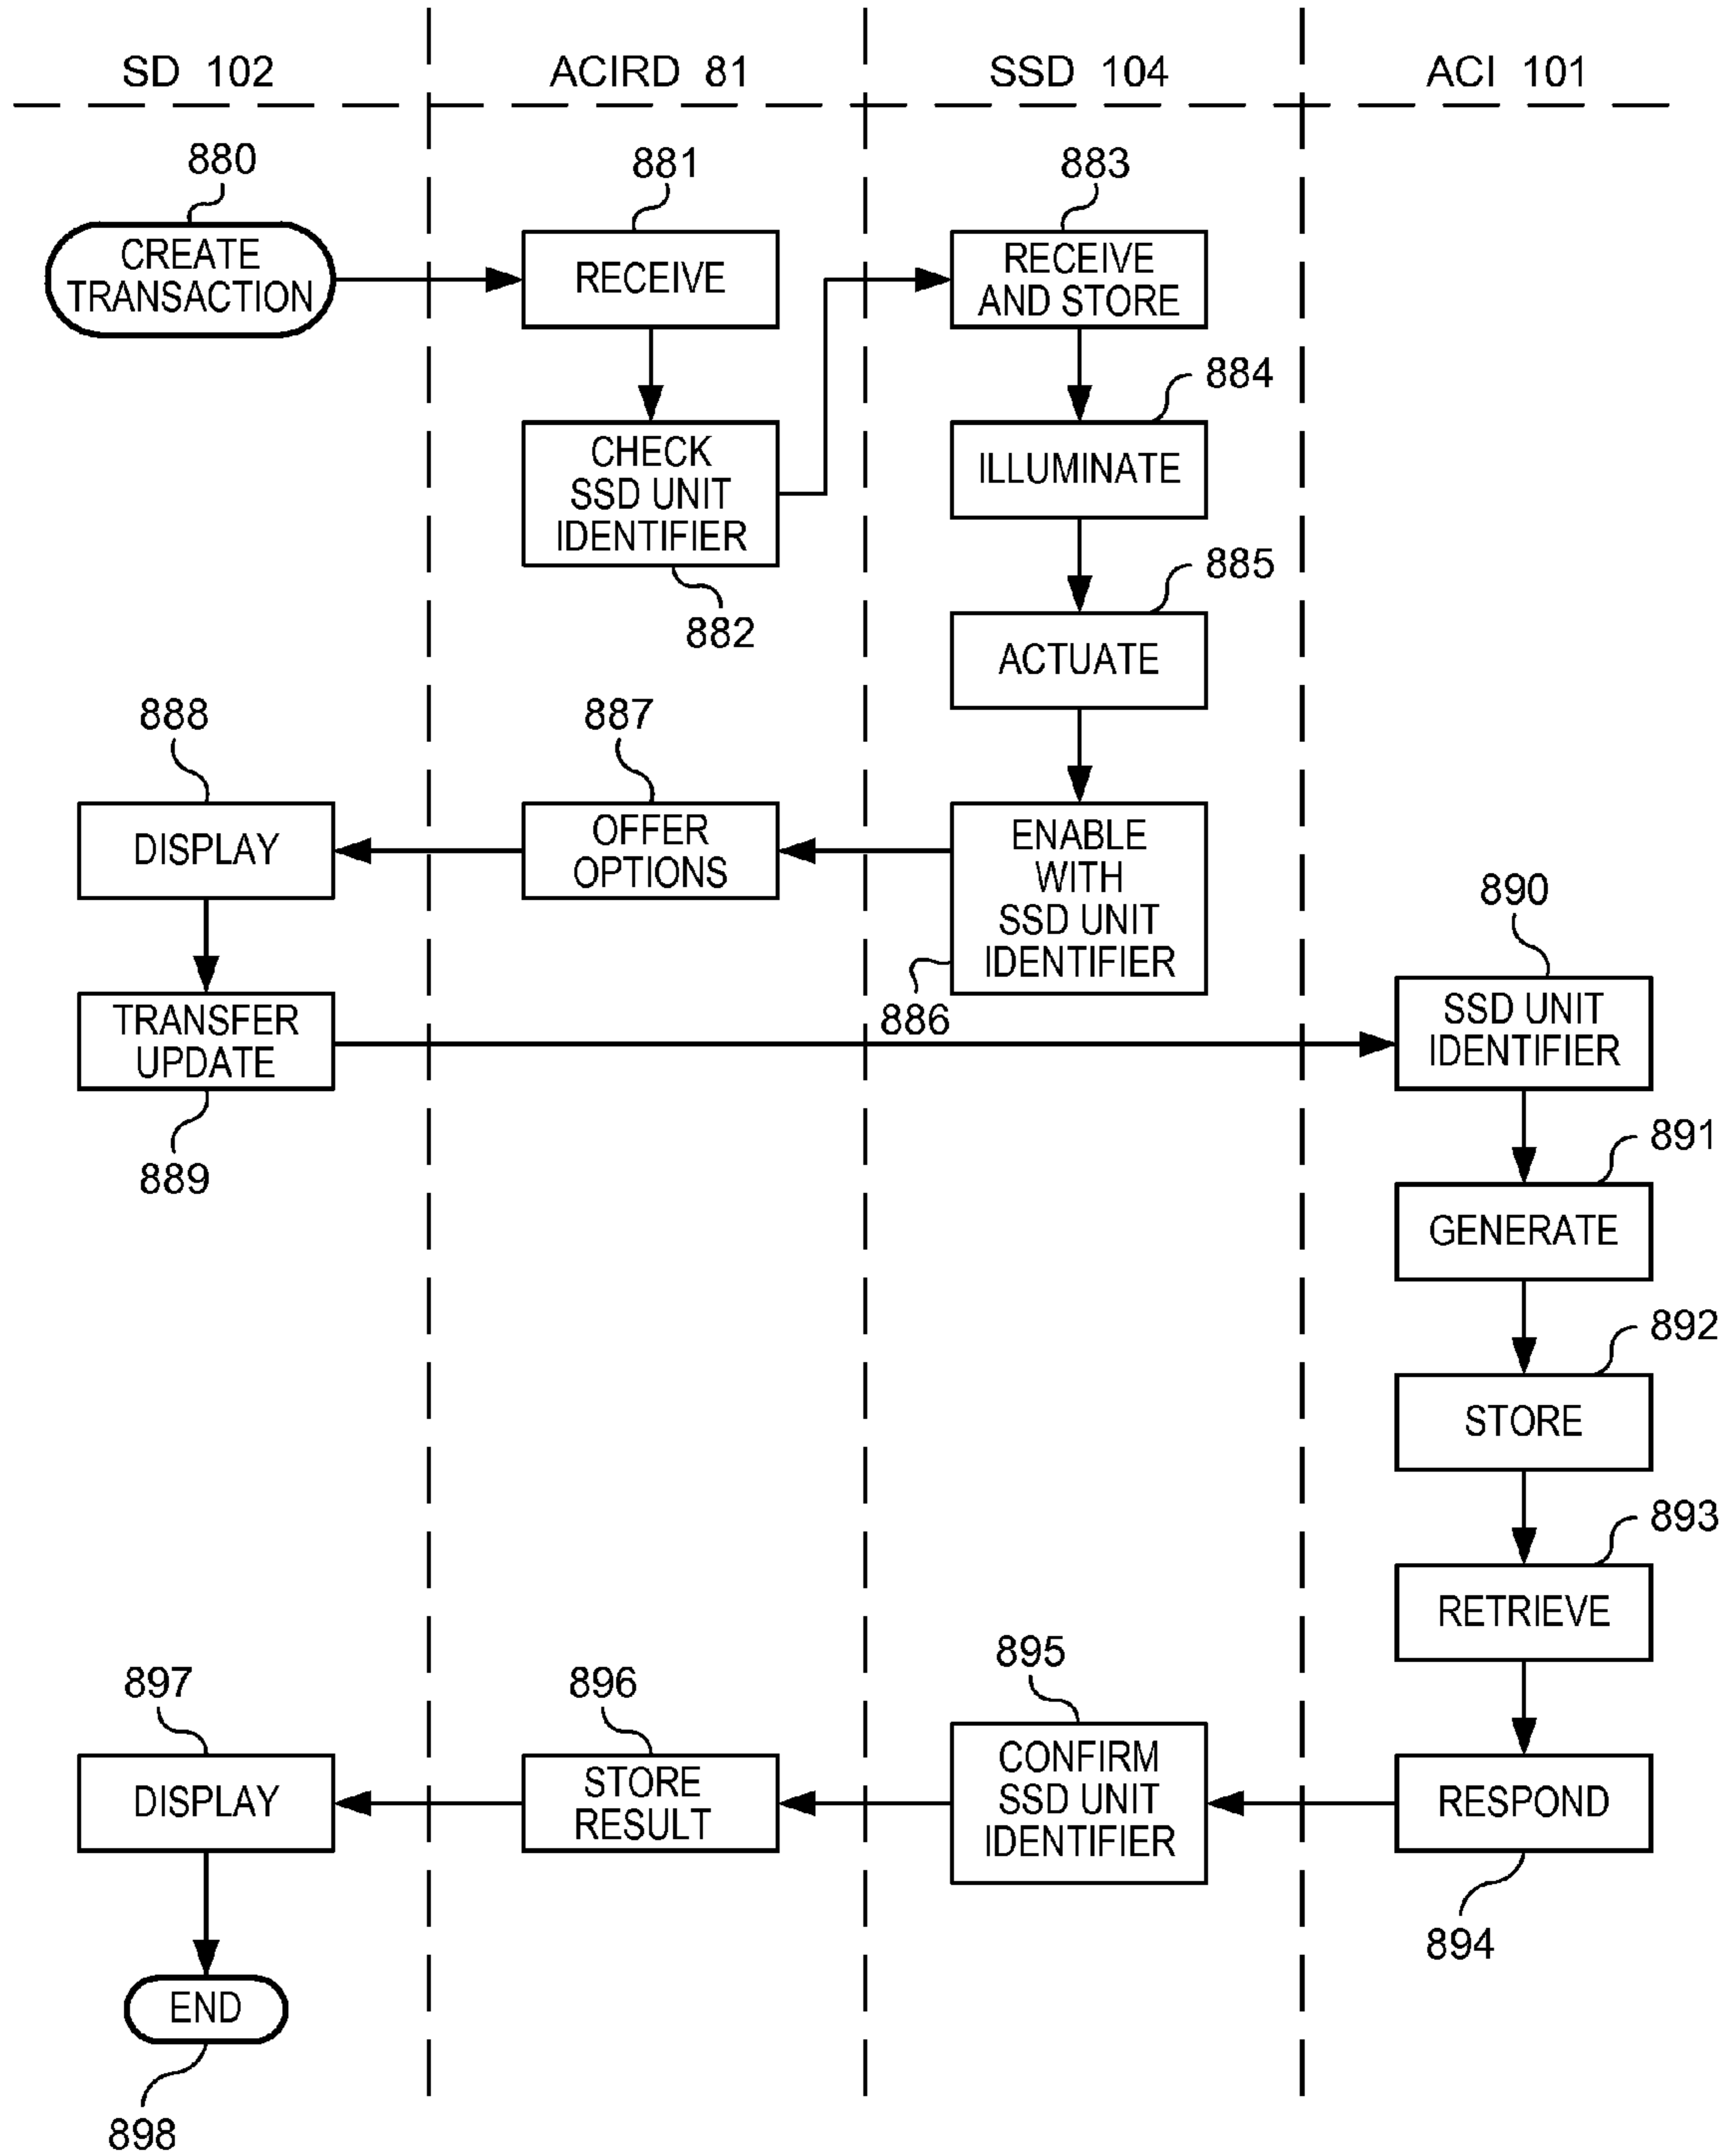 SD 102
ACIRD 81
SSD 104
ACI 101
880
CREATE
TRANSACTION
881
RECEIVE
882
CHECK
SSD UNIT
IDENTIFIER
883
RECEIVE
AND STORE
884
ILLUMINATE
885
ACTUATE
886
ENABLE
WITH
SSD UNIT
IDENTIFIER
887
OFFER
OPTIONS
888
DISPLAY
889
TRANSFER
UPDATE
890
SSD UNIT
IDENTIFIER
891
GENERATE
892
STORE
893
RETRIEVE
894
RESPOND
895
CONFIRM
SSD UNIT
IDENTIFIER
896
STORE
RESULT
897
DISPLAY
898
END